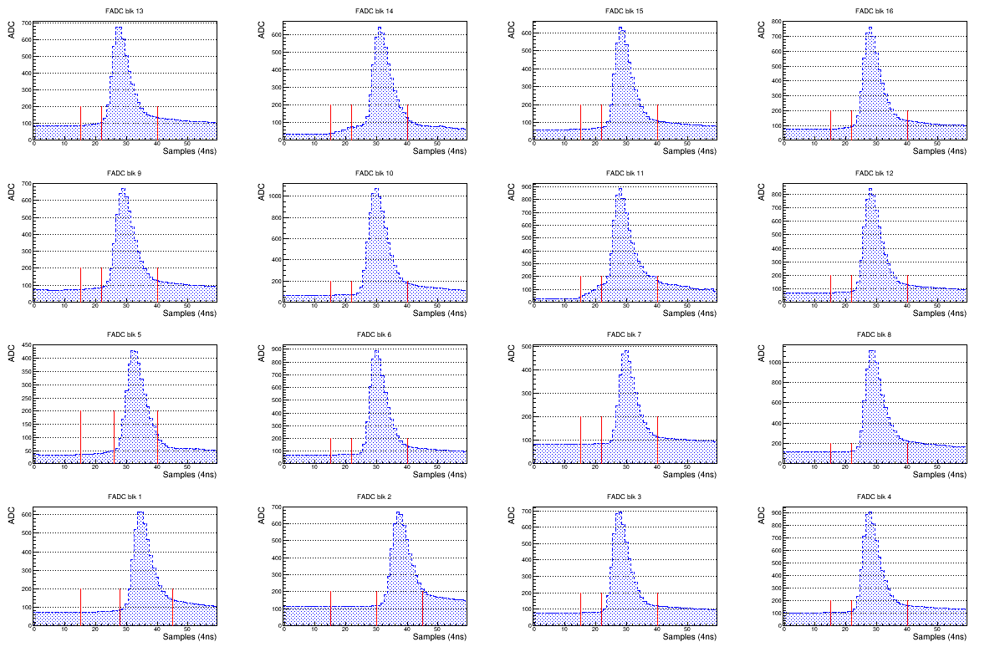 FADC blk 13
ADC
700
600
500
400
300
200
100
0
0 10 20 30 40 50
Samples (4ns)
FADC blk 14
ADC
600
500
400
300
200
100
0
0 10 20 30 40 50
Samples (4ns)
FADC blk 15
ADC
600
500
400
300
200
100
0
0 10 20 30 40 50
Samples (4ns)
FADC blk 16
ADC
800
700
600
500
400
300
200
100
0
0 10 20 30 40 50
Samples (4ns)
FADC blk 9
ADC
700
600
500
400
300
200
100
0
0 10 20 30 40 50
Samples (4ns)
FADC blk 10
ADC
1000
800
600
400
200
0
0 10 20 30 40 50
Samples (4ns)
FADC blk 11
ADC
900
800
700
600
500
400
300
200
100
0
0 10 20 30 40 50
Samples (4ns)
FADC blk 12
ADC
800
700
600
500
400
300
200
100
0
0 10 20 30 40 50
Samples (4ns)
FADC blk 5
ADC
450
400
350
300
250
200
150
100
50
0
0 10 20 30 40 50
Samples (4ns)
FADC blk 6
ADC
900
800
700
600
500
400
300
200
100
0
0 10 20 30 40 50
Samples (4ns)
FADC blk 7
ADC
500
400
300
200
100
0
0 10 20 30 40 50
Samples (4ns)
FADC blk 8
ADC
1000
800
600
400
200
0
0 10 20 30 40 50
Samples (4ns)
FADC blk 1
ADC
600
500
400
300
200
100
0
0 10 20 30 40 50
Samples (4ns)
FADC blk 2
ADC
700
600
500
400
300
200
100
0
0 10 20 30 40 50
Samples (4ns)
FADC blk 3
ADC
700
600
500
400
300
200
100
0
0 10 20 30 40 50
Samples (4ns)
FADC blk 4
ADC
900
800
700
600
500
400
300
200
100
0
0 10 20 30 40 50
Samples (4ns)